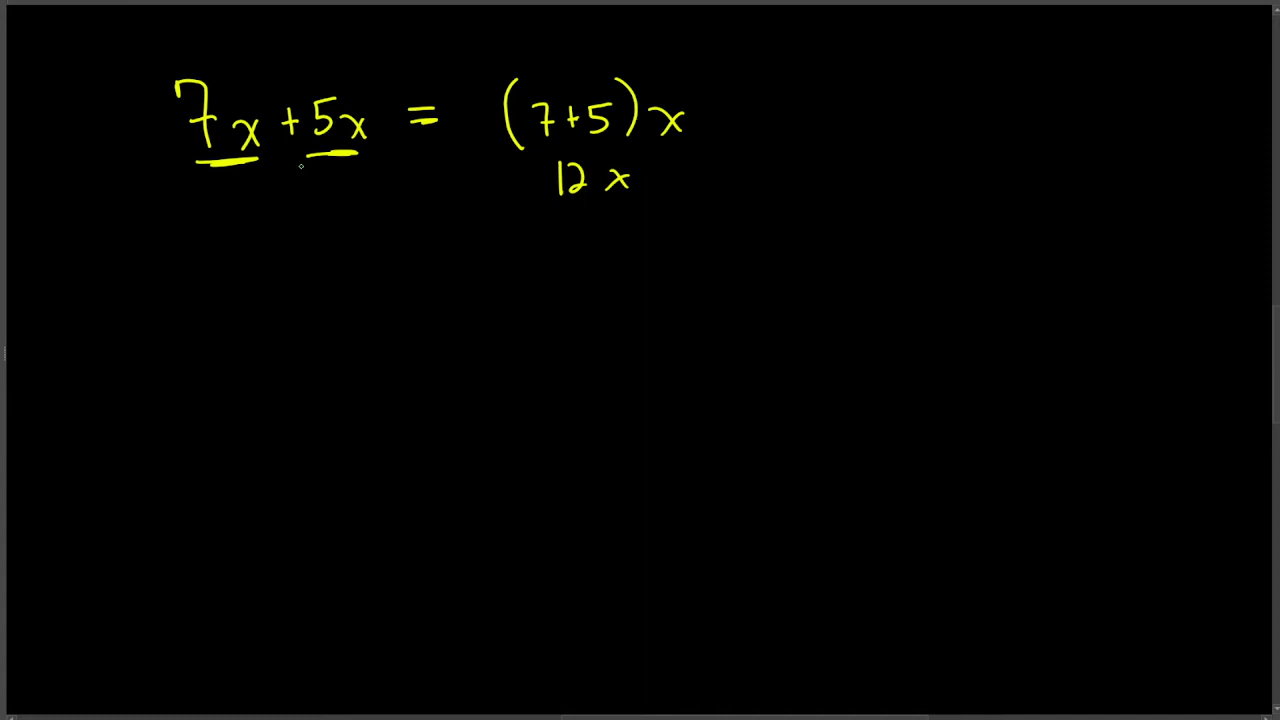 7x + 5x = (7+5)x
12 x